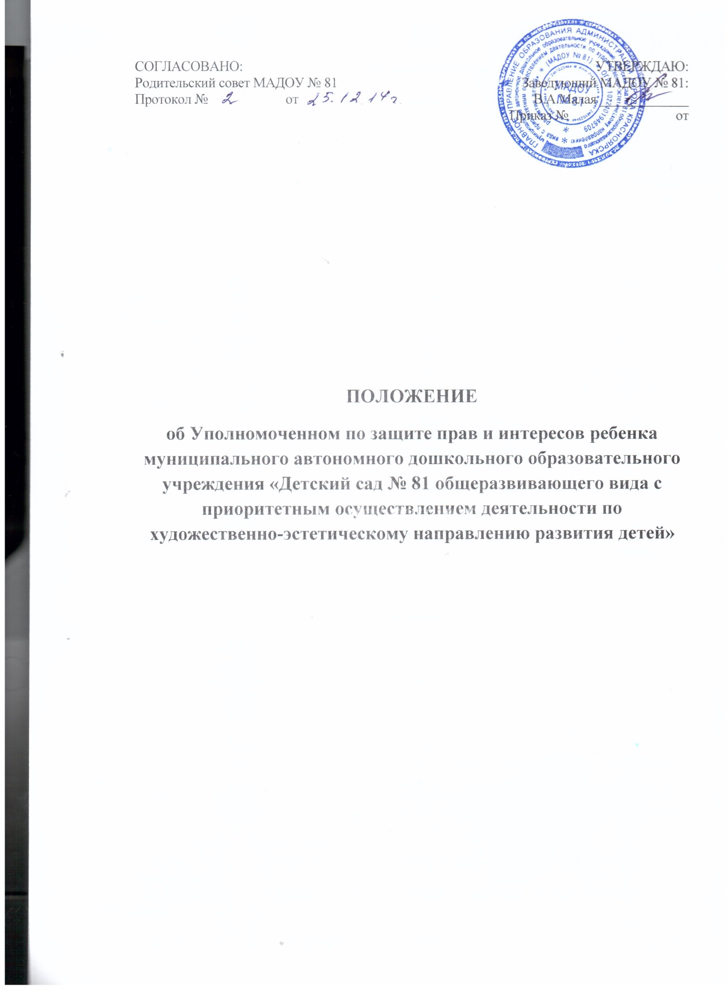 СОГЛАСОВАНО:
Родительский совет МАДОУ № 81
Протокол № 2 от 25.12.14г.
УТВЕРЖДАЮ:
Заведующий МАДОУ № 81:
В.А.Малая
Приказ № от
ГЛАВНОЕ УПРАВЛЕНИЕ ОБРАЗОВАНИЯ АДМИНИСТРАЦИИ ГОРОДА КРАСНОЯРСКА
(МАДОУ № 81)
1022401946709
МАДОУ
№ 81
ПОЛОЖЕНИЕ
об Уполномоченном по защите прав и интересов ребенка
муниципального автономного дошкольного образовательного
учреждения «Детский сад № 81 общеразвивающего вида с
приоритетным осуществлением деятельности по
художественно-эстетическому направлению развития детей»